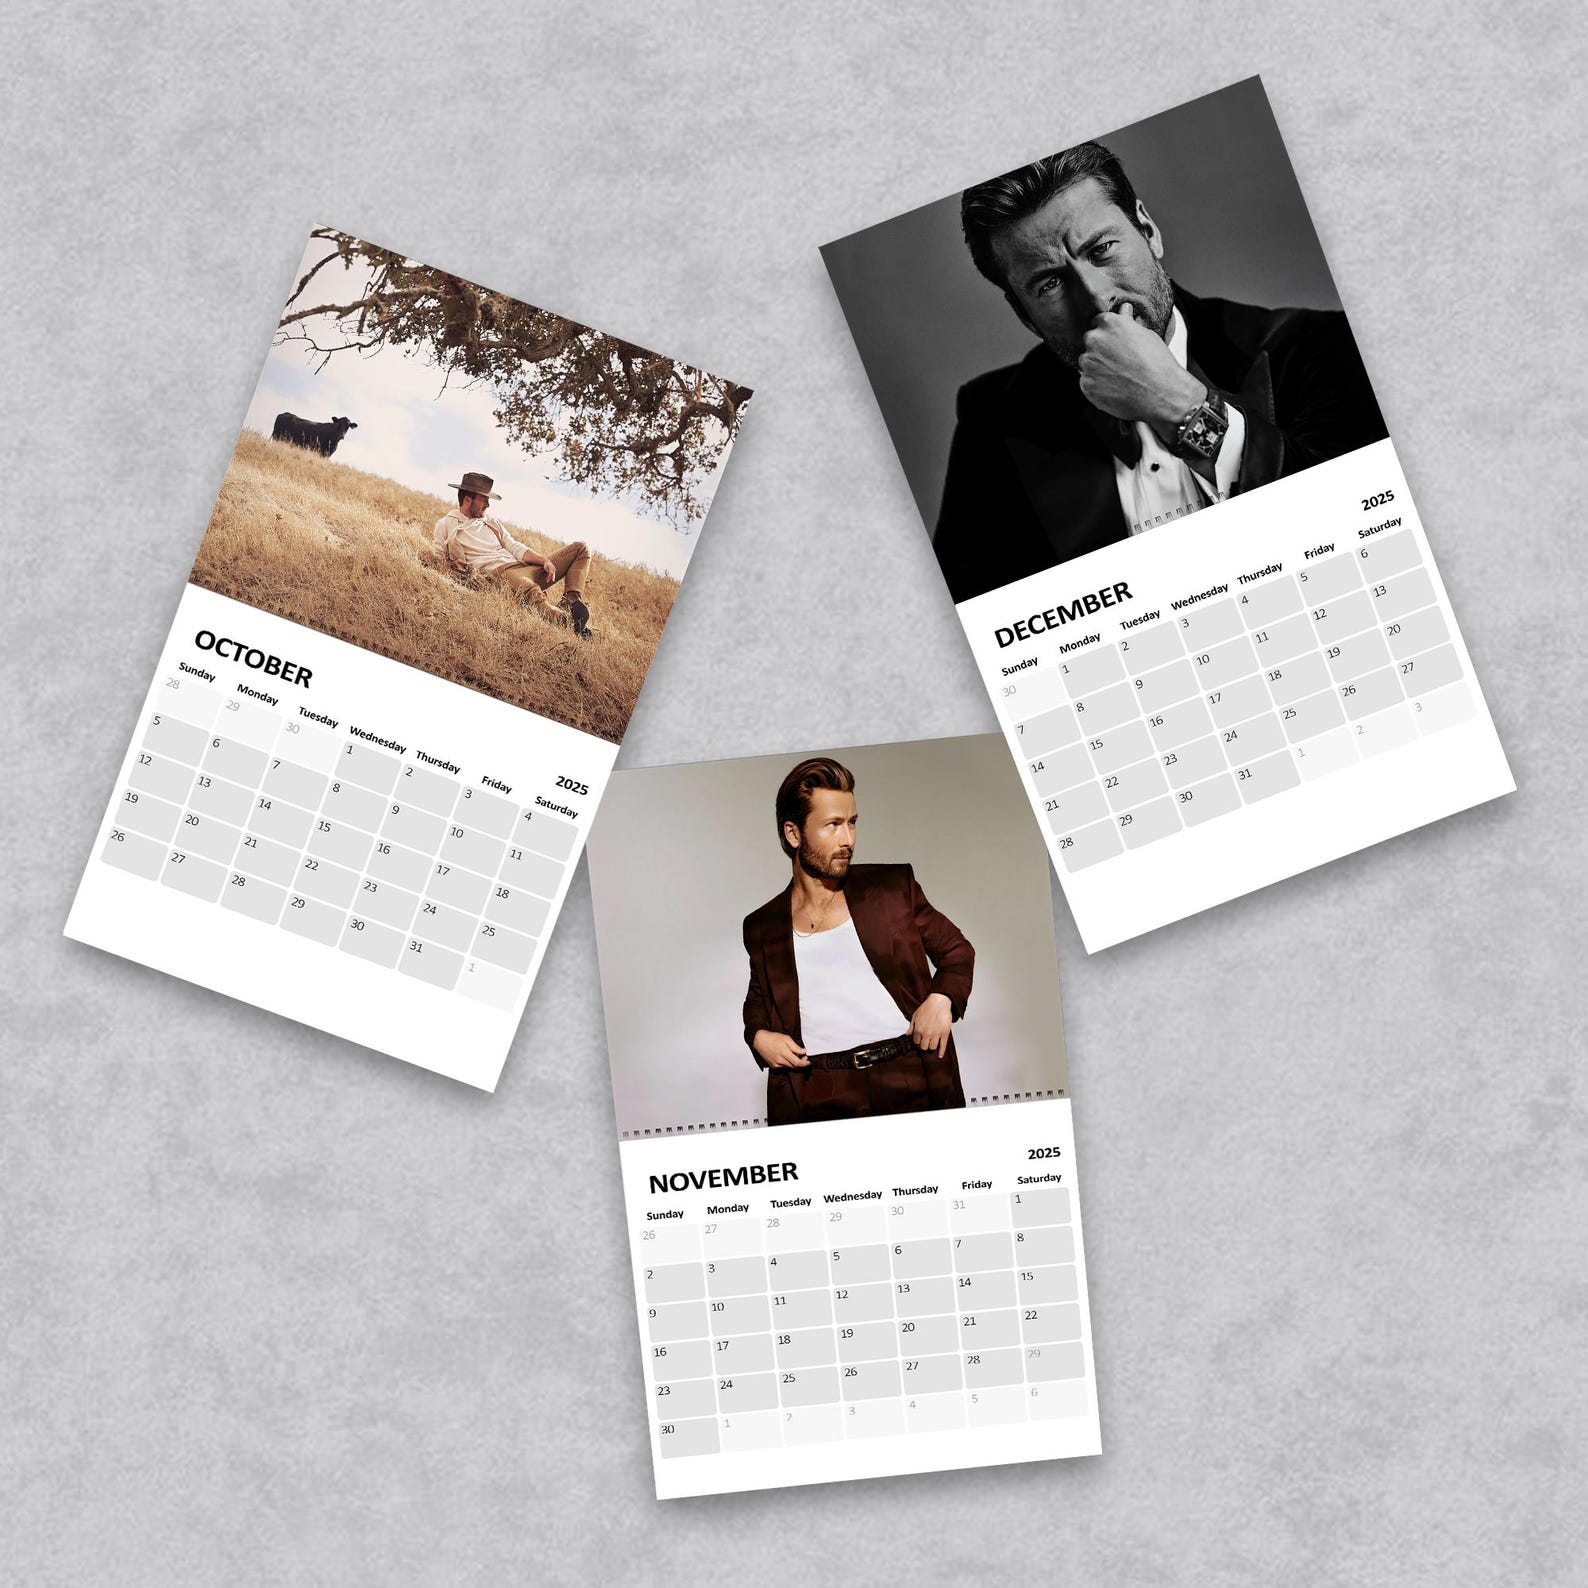 OCTOBER
2025
Sunday Monday Tuesday Wednesday Thursday Friday Saturday
28 29 30 1 2 3 4
5 6 7 8 9 10 11
12 13 14 15 16 17 18
19 20 21 22 23 24 25
26 27 28 29 30 31 1
DECEMBER
2025
Sunday Monday Tuesday Wednesday Thursday Friday Saturday
30 1 2 3 4 5 6
7 8 9 10 11 12 13
14 15 16 17 18 19 20
21 22 23 24 25 26 27
28 29 30 31 1 2 3
NOVEMBER
2025
Sunday Monday Tuesday Wednesday Thursday Friday Saturday
26 27 28 29 30 31 1
2 3 4 5 6 7 8
9 10 11 12 13 14 15
16 17 18 19 20 21 22
23 24 25 26 27 28 29
30 1 2 3 4 5 6